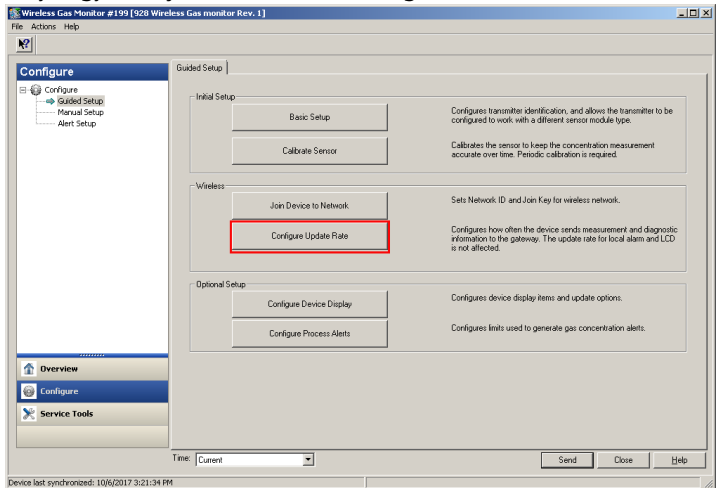 Wireless Gas Monitor #199 [928 Wireless Gas monitor Rev. 1]
File Actions Help
Configure
Configure
Guided Setup
Manual Setup
Alert Setup
Overview
Configure
Service Tools
Guided Setup
Initial Setup
Basic Setup
Configures transmitter identification, and allows the transmitter to be
configured to work with a different sensor module type.
Calibrate Sensor
Calibrates the sensor to keep the concentration measurement
accurate over time. Periodic calibration is required.
Wireless
Join Device to Network
Sets Network ID and Join Key for wireless network.
Configure Update Rate
Configures how often the device sends measurement and diagnostic
information to the gateway. The update rate for local alarm and LCD
is not affected.
Optional Setup
Configure Device Display
Configures device display items and update options.
Configure Process Alerts
Configures limits used to generate gas concentration alerts.
Time: Current
Send Close Help
Device last synchronized: 10/6/2017 3:21:34 PM